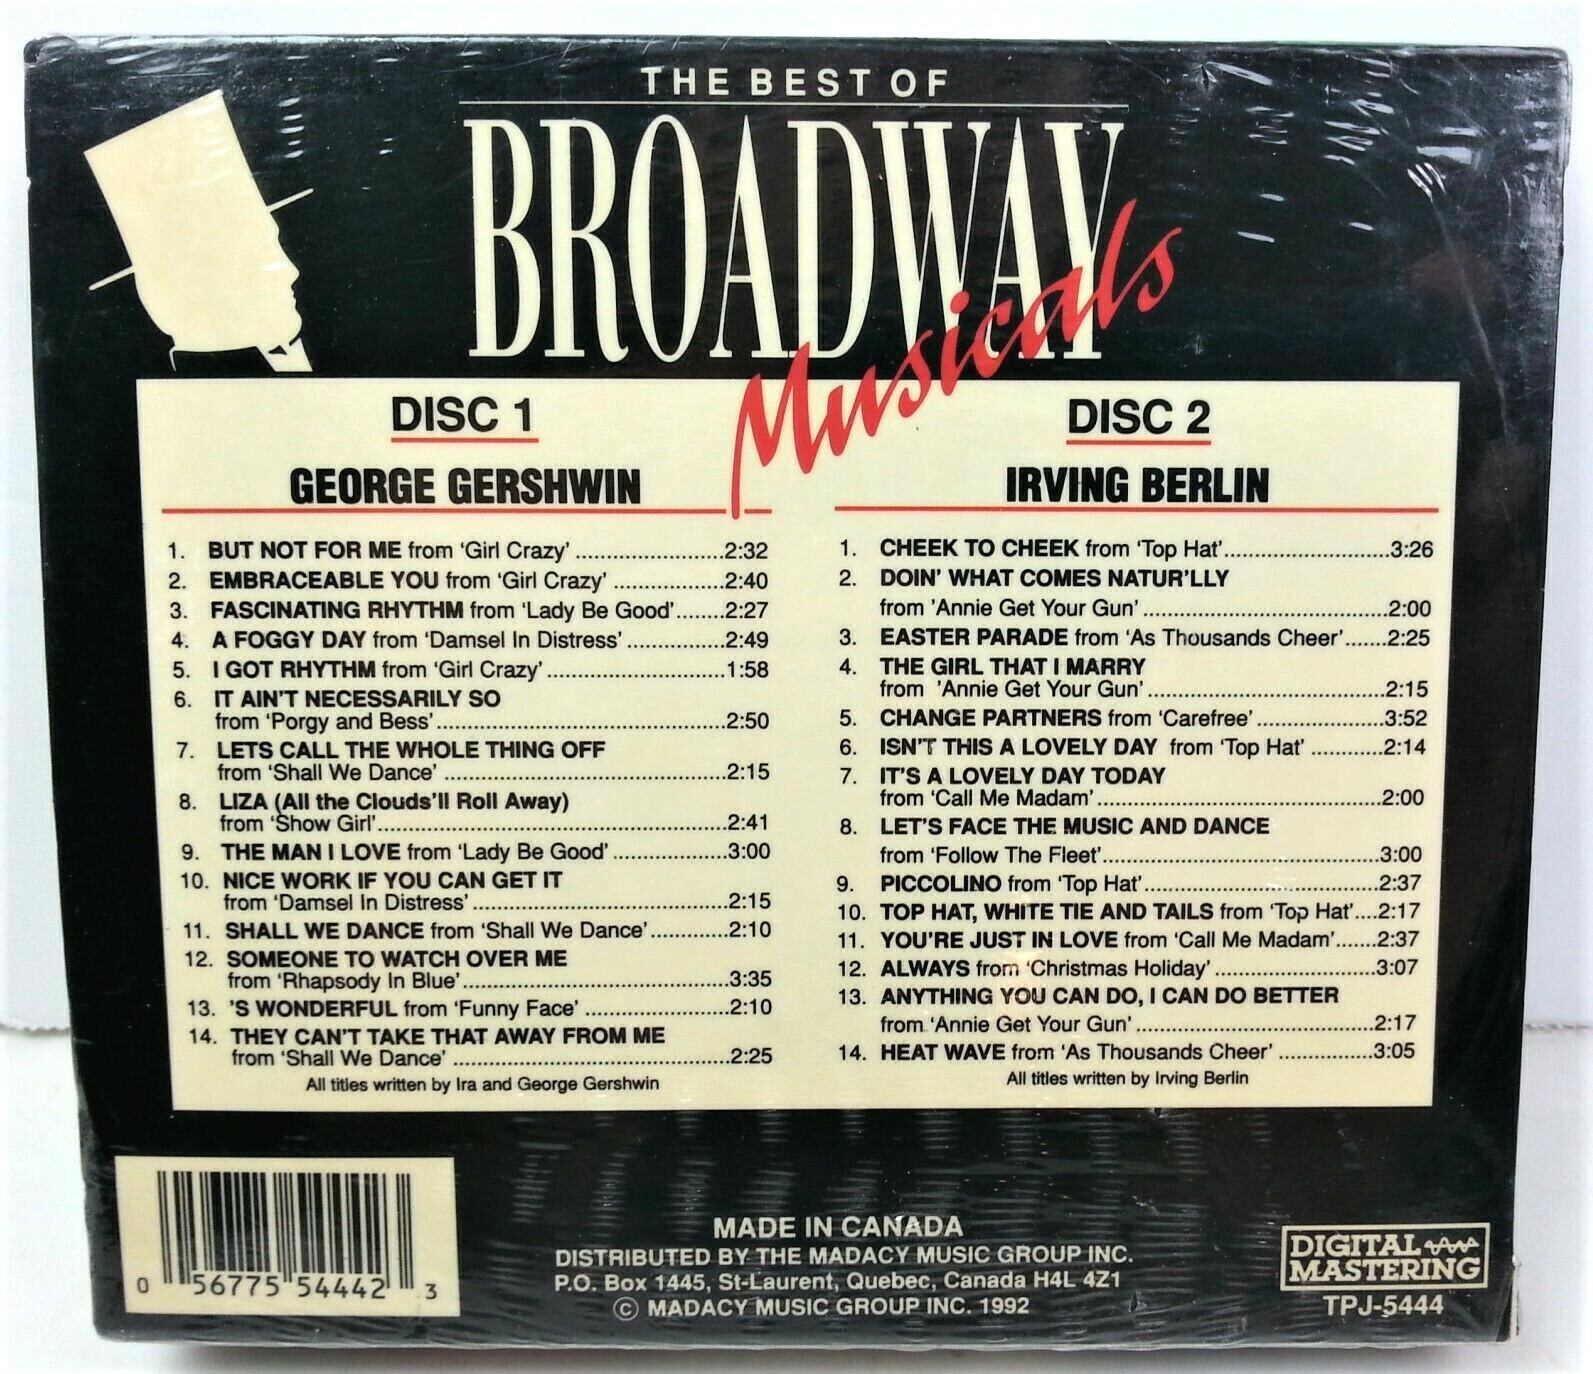 THE BEST OF
BROADWAY
Musicals
DISC 1
GEORGE GERSHWIN
1. BUT NOT FOR ME from 'Girl Crazy' ........................2:32
2. EMBRACEABLE YOU from 'Girl Crazy' ..................2:40
3. FASCINATING RHYTHM from 'Lady Be Good'........2:27
4. A FOGGY DAY from 'Damsel In Distress' .................2:49
5. I GOT RHYTHM from 'Girl Crazy'.............................1:58
6. IT AIN'T NECESSARILY SO
from 'Porgy and Bess'...............................................2:50
7. LETS CALL THE WHOLE THING OFF
from 'Shall We Dance' ..............................................2:15
8. LIZA (All the Clouds'll Roll Away)
from 'Show Girl'.........................................................2:41
9. THE MAN I LOVE from 'Lady Be Good' ...................3:00
10. NICE WORK IF YOU CAN GET IT
from 'Damsel In Distress'..........................................2:15
11. SHALL WE DANCE from 'Shall We Dance'.............2:10
12. SOMEONE TO WATCH OVER ME
from 'Rhapsody In Blue'............................................3:35
13. 'S WONDERFUL from 'Funny Face' ........................2:10
14. THEY CAN'T TAKE THAT AWAY FROM ME
from 'Shall We Dance' .............................................2:25
All titles written by Ira and George Gershwin
DISC 2
IRVING BERLIN
1. CHEEK TO CHEEK from 'Top Hat'...........................3:26
2. DOIN' WHAT COMES NATUR'LLY
from 'Annie Get Your Gun' ........................................2:00
3. EASTER PARADE from 'As Thousands Cheer'.......2:25
4. THE GIRL THAT I MARRY
from 'Annie Get Your Gun' .......................................2:15
5. CHANGE PARTNERS from 'Carefree' .....................3:52
6. ISN'T THIS A LOVELY DAY from 'Top Hat' ............2:14
7. IT'S A LOVELY DAY TODAY
from 'Call Me Madam'...............................................2:00
8. LET'S FACE THE MUSIC AND DANCE
from 'Follow The Fleet'..............................................3:00
9. PICCOLINO from 'Top Hat'.......................................2:37
10. TOP HAT, WHITE TIE AND TAILS from 'Top Hat'....2:17
11. YOU'RE JUST IN LOVE from 'Call Me Madam'.......2:37
12. ALWAYS from 'Christmas Holiday' ...........................3:07
13. ANYTHING YOU CAN DO, I CAN DO BETTER
from 'Annie Get Your Gun' .......................................2:17
14. HEAT WAVE from 'As Thousands Cheer' ................3:05
All titles written by Irving Berlin
0 56775 54442 3
MADE IN CANADA
DISTRIBUTED BY THE MADACY MUSIC GROUP INC.
P.O. Box 1445, St-Laurent, Quebec, Canada H4L 4Z1
© MADACY MUSIC GROUP INC. 1992
DIGITAL
MASTERING
TPJ-5444